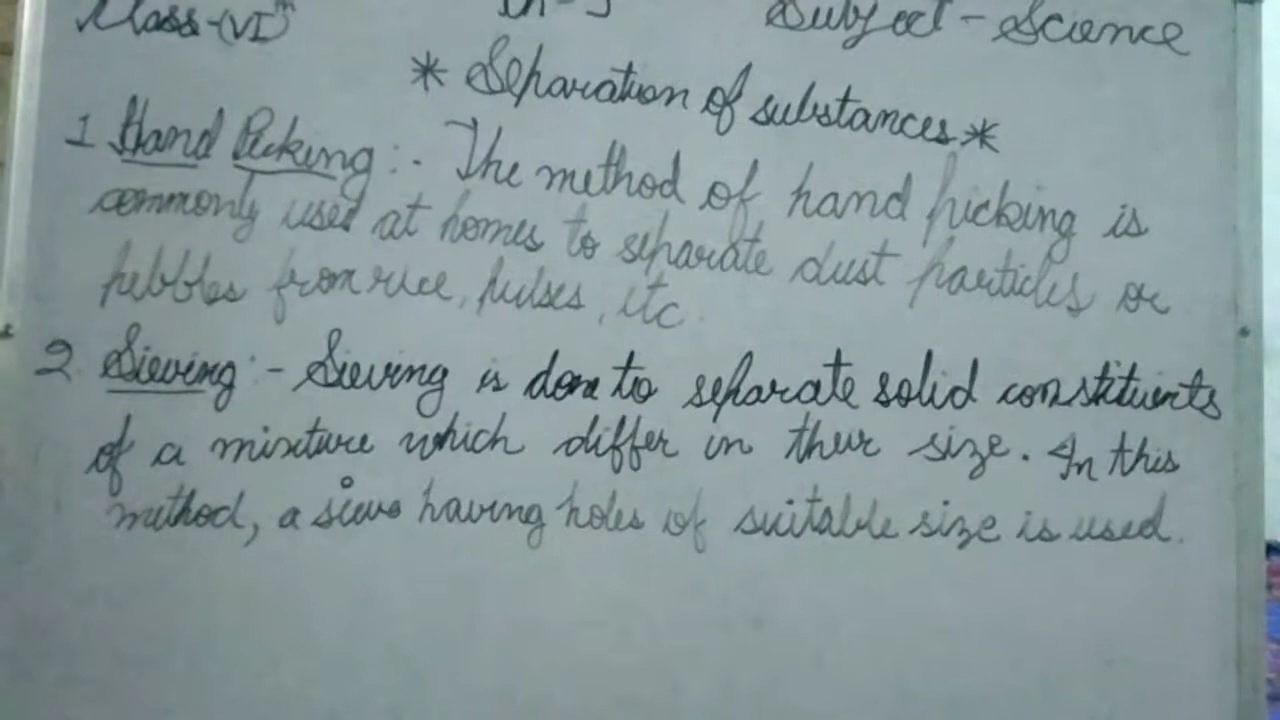 Class-(VI)th Ch-5 Subject - Science
* Separation of substances *
1 Hand Picking :- The method of hand picking is
commonly used at homes to separate dust particles or
pebbles from rice, pulses, etc.
2 Sieving :- Sieving is done to separate solid constituents
of a mixture which differ in their size. In this
method, a sieve having holes of suitable size is used.